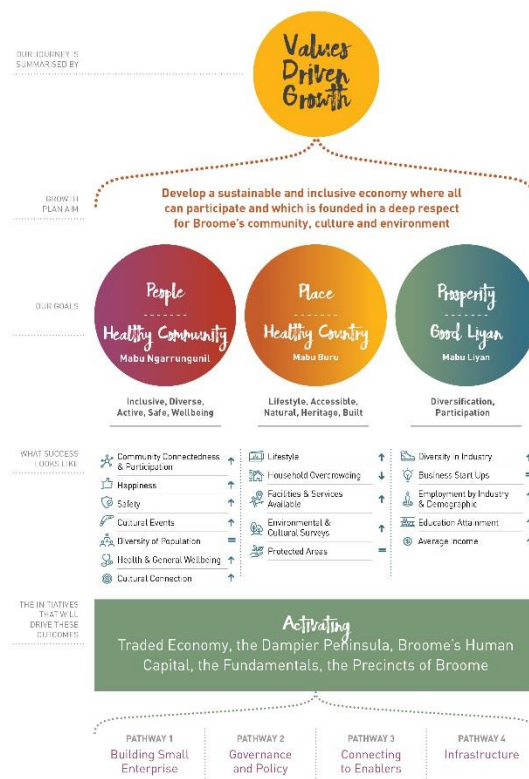 Values
Driven
Growth
OUR JOURNEY IS
SUMMARISED BY
GROWTH
PLAN AIM
Develop a sustainable and inclusive economy where all
can participate and which is founded in a deep respect
for Broome's community, culture and environment
OUR GOALS
People
Healthy Community
Mabu Ngarrungunil
Place
Healthy Country
Mabu Buru
Prosperity
Good Liyan
Mabu Liyan
Inclusive, Diverse,
Active, Safe, Wellbeing
Lifestyle, Accessible,
Natural, Heritage, Built
Diversification,
Participation
WHAT SUCCESS
LOOKS LIKE
Community Connectedness
& Participation
Happiness
Safety
Cultural Events
Diversity of Population
Health & General Wellbeing
Cultural Connection
Lifestyle
Household Overcrowding
Facilities & Services
Available
Environmental &
Cultural Surveys
Protected Areas
Diversity in Industry
Business Start Ups
Employment by Industry
& Demographic
Education Attainment
Average Income
THE INITIATIVES
THAT WILL
DRIVE THESE
OUTCOMES
Activating
Traded Economy, the Dampier Peninsula, Broome's Human
Capital, the Fundamentals, the Precincts of Broome
PATHWAY 1
Building Small
Enterprise
PATHWAY 2
Governance
and Policy
PATHWAY 3
Connecting
to Enablers
PATHWAY 4
Infrastructure